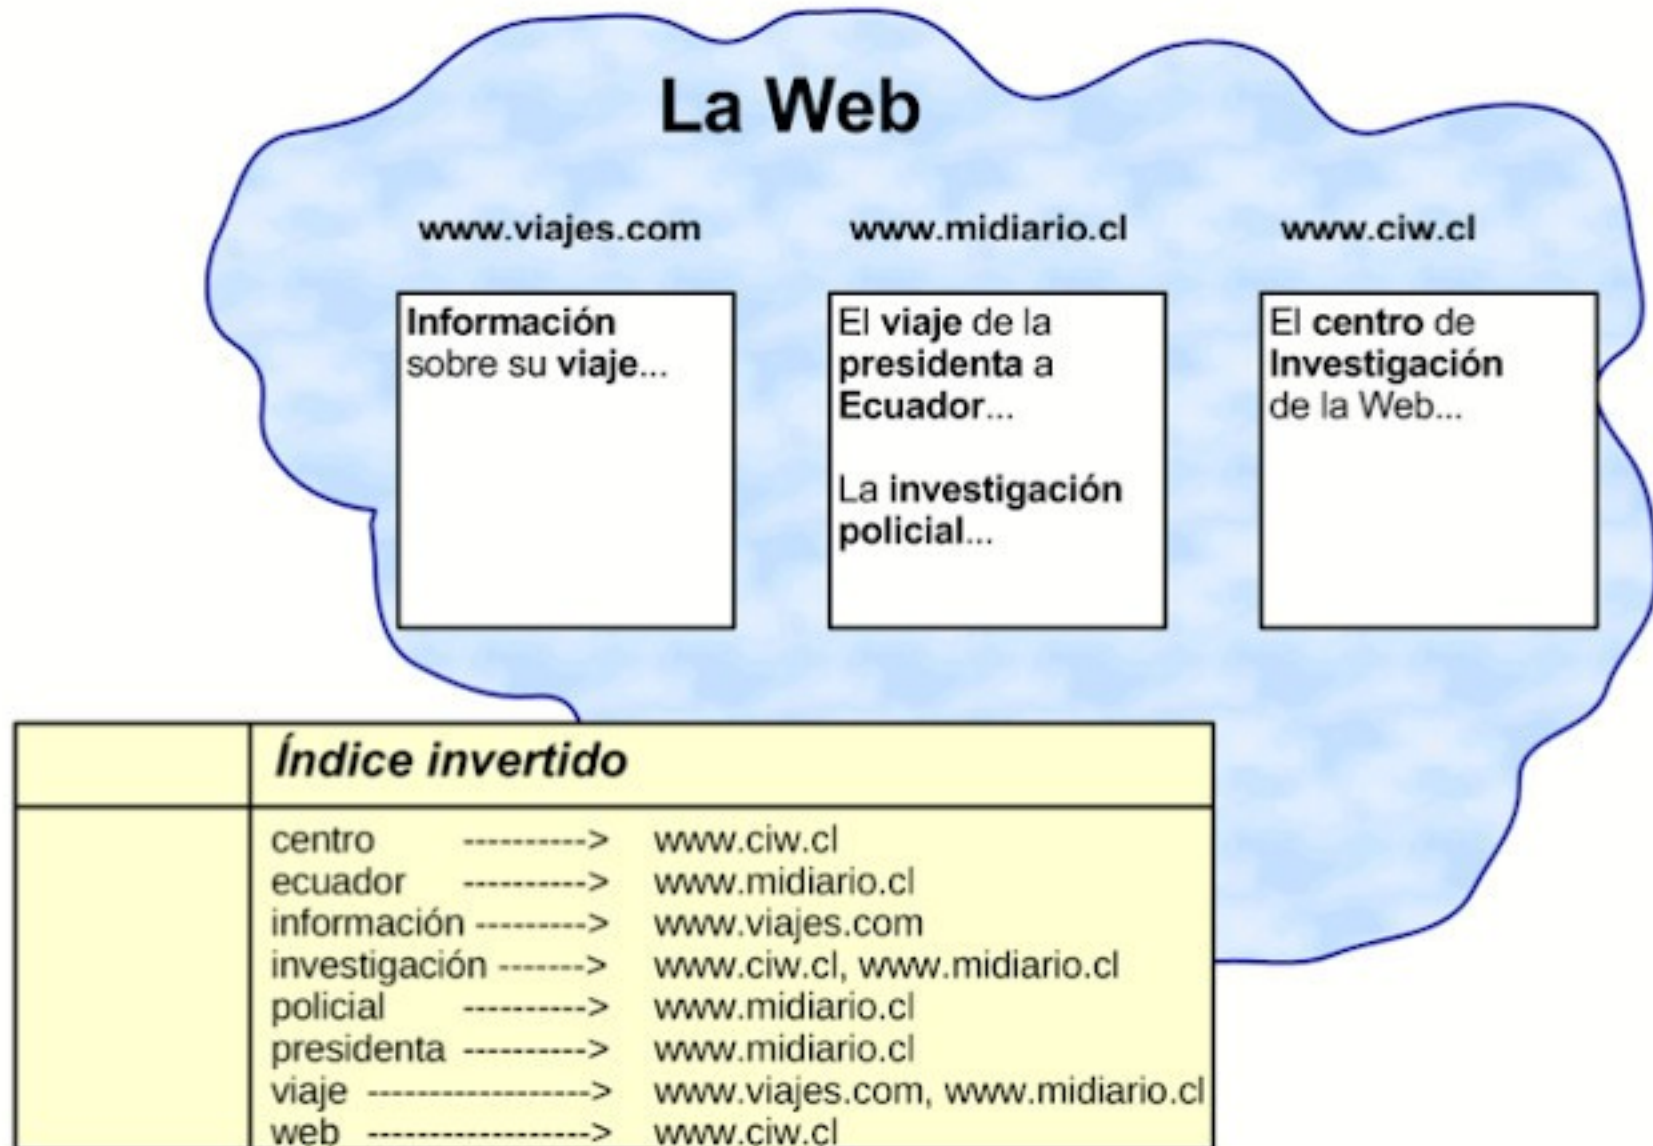 La Web
www.viajes.com
Información
sobre su viaje...
www.midiario.cl
El viaje de la
presidenta a
Ecuador...
La investigación
policial...
www.ciw.cl
El centro de
Investigación
de la Web...
Índice invertido
centro ----------> www.ciw.cl
ecuador ----------> www.midiario.cl
información ---------> www.viajes.com
investigación -------> www.ciw.cl, www.midiario.cl
policial ----------> www.midiario.cl
presidenta ----------> www.midiario.cl
viaje ------------------> www.viajes.com, www.midiario.cl
web ------------------> www.ciw.cl